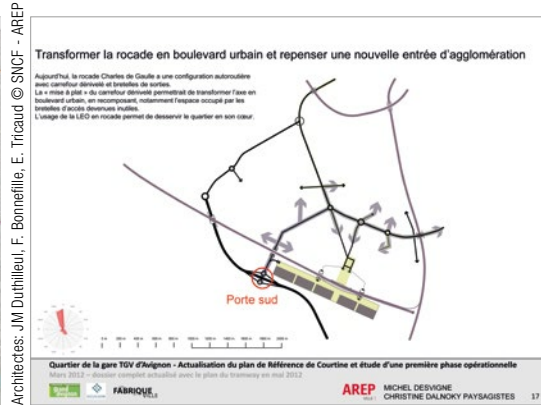 Architectes: JM Duthilleul, F. Bonnefille, E. Tricaud © SNCF - AREP
Transformer la rocade en boulevard urbain et repenser une nouvelle entrée d'agglomération
Aujourd'hui, la rocade Charles de Gaulle a une configuration autoroutière
avec carrefour dénivelé et bretelles de sorties.
La « mise à plat » du carrefour dénivelé permettrait de transformer l'axe en
boulevard urbain, en recomposant, notamment l'espace occupé par les
bretelles d'accès devenues inutiles.
L'usage de la LEO en rocade permet de desservir le quartier en son cœur.
Porte sud
Quartier de la gare TGV d'Avignon - Actualisation du plan de Référence de Courtine et étude d'une première phase opérationnelle
Mars 2012 – dossier complet actualisé avec le plan du tramway en mai 2012
FABRIQUE
AREP
MICHEL DESVIGNE
CHRISTINE DALNOKY PAYSAGISTES
17